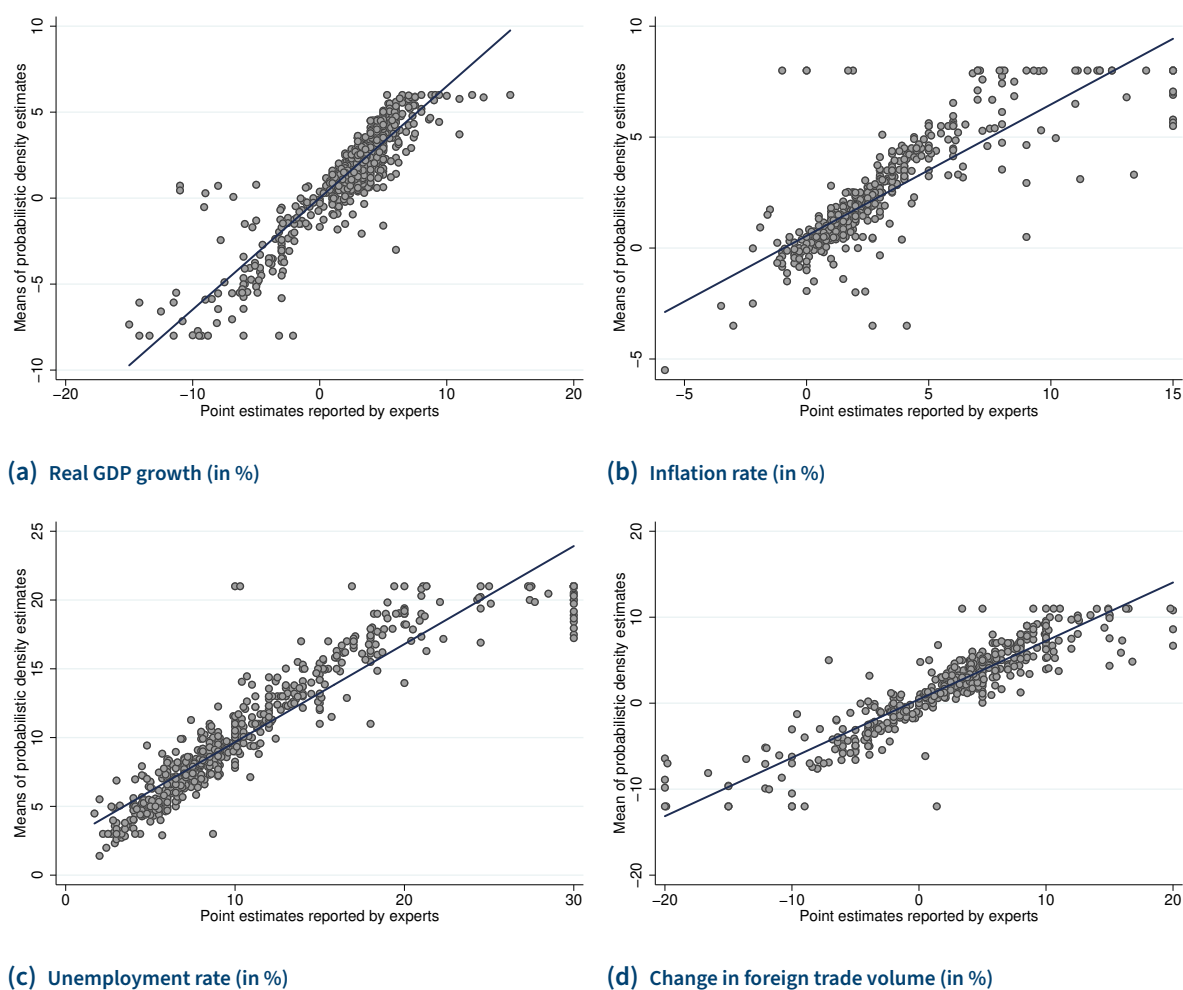 10
5
0
−5
−10
Means of probabilistic density estimates
−20 −10 0 10 20
Point estimates reported by experts
(a) Real GDP growth (in %)
10
5
0
−5
Means of probabilistic density estimates
−5 0 5 10 15
Point estimates reported by experts
(b) Inflation rate (in %)
25
20
15
10
5
0
Means of probabilistic density estimates
0 10 20 30
Point estimates reported by experts
(c) Unemployment rate (in %)
20
10
0
−10
−20
Mean of probabilistic density estimates
−20 −10 0 10 20
Point estimates reported by experts
(d) Change in foreign trade volume (in %)